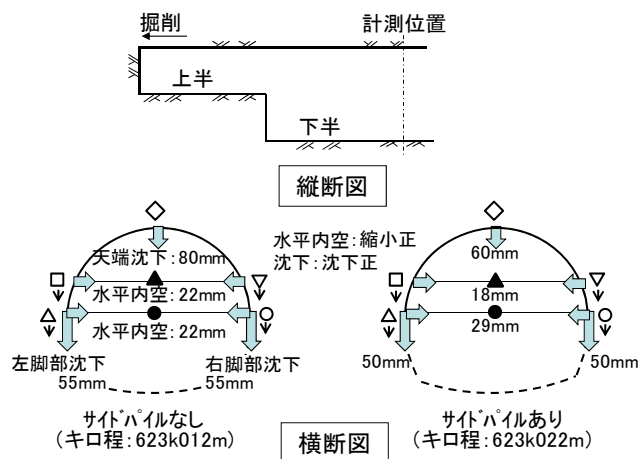 掘削
計測位置
上半
下半
縦断図
天端沈下：80mm
水平内空：22mm
水平内空：22mm
左脚部沈下
55mm
右脚部沈下
55mm
サイドパイルなし
(キロ程：623k012m)
水平内空：縮小正
沈下：沈下正
60mm
18mm
29mm
50mm
50mm
サイドパイルあり
(キロ程：623k022m)
横断図